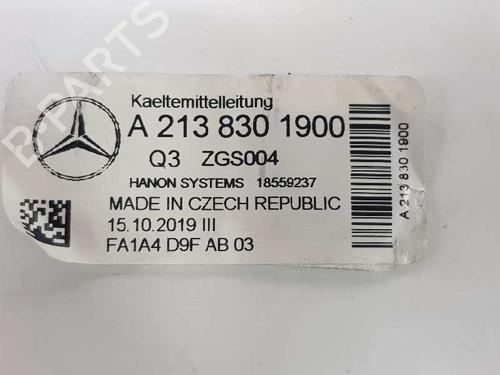 Kaeltemittelleitung
A 213 830 1900
Q3 ZGS004
HANON SYSTEMS 18559237
MADE IN CZECH REPUBLIC
15.10.2019 III
FA1A4 D9F AB 03
A 213 830 1900
B-PARTS